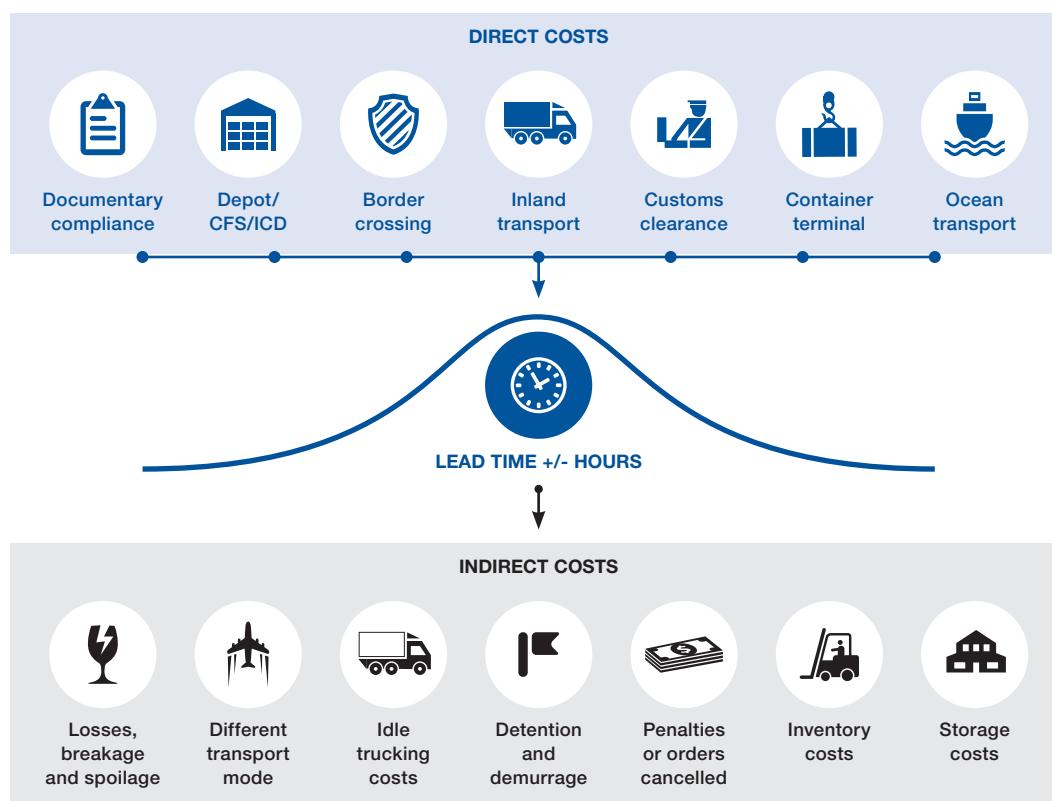 DIRECT COSTS
Documentary
compliance
Depot/
CFS/ICD
Border
crossing
Inland
transport
Customs
clearance
Container
terminal
Ocean
transport
LEAD TIME +/- HOURS
INDIRECT COSTS
Losses,
breakage
and spoilage
Different
transport
mode
Idle
trucking
costs
Detention
and
demurrage
$
Penalties
or orders
cancelled
Inventory
costs
Storage
costs